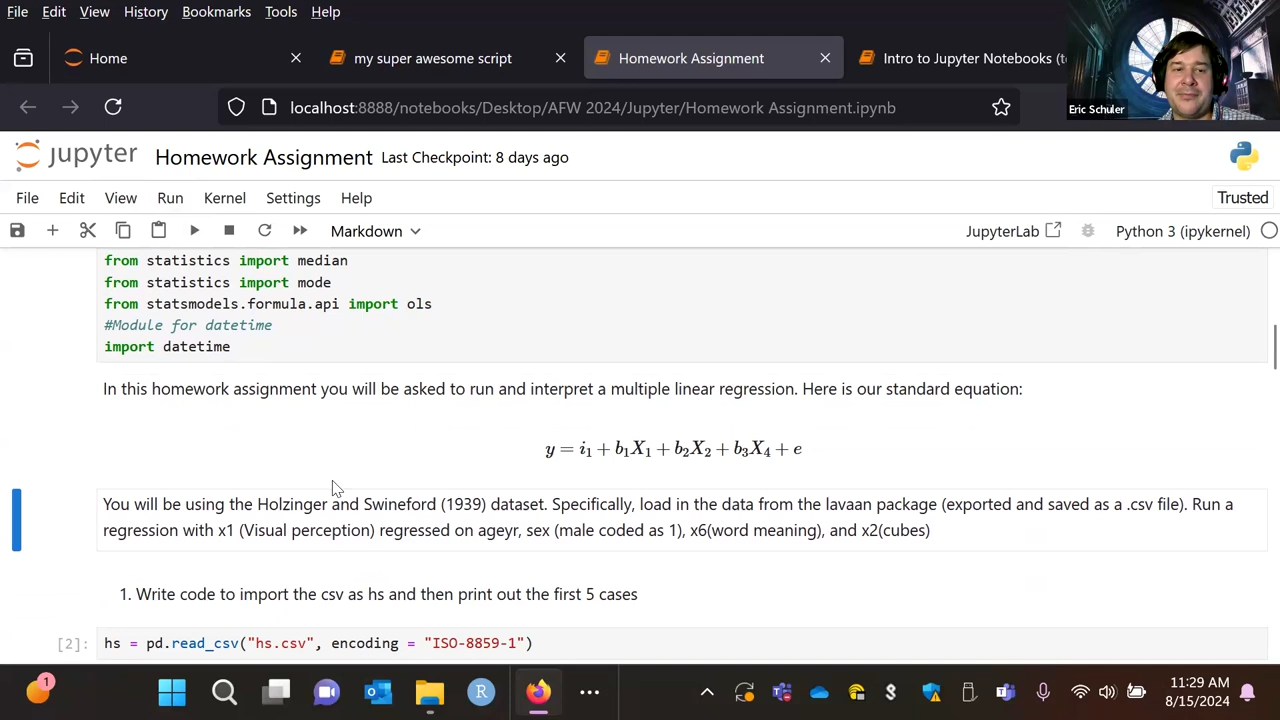 File Edit View History Bookmarks Tools Help
Home
my super awesome script
Homework Assignment
Intro to Jupyter Notebooks (t
localhost:8888/notebooks/Desktop/AFW 2024/Jupyter/Homework Assignment.ipynb
Eric Schuler
jupyter Homework Assignment Last Checkpoint: 8 days ago
File Edit View Run Kernel Settings Help
Trusted
Markdown
JupyterLab
Python 3 (ipykernel)
from statistics import median
from statistics import mode
from statsmodels.formula.api import ols
#Module for datetime
import datetime
In this homework assignment you will be asked to run and interpret a multiple linear regression. Here is our standard equation:
y = i₁ + b₁X₁ + b₂X₂ + b₃X₄ + e
You will be using the Holzinger and Swineford (1939) dataset. Specifically, load in the data from the lavaan package (exported and saved as a .csv file). Run a
regression with x1 (Visual perception) regressed on ageyr, sex (male coded as 1), x6(word meaning), and x2(cubes)
1. Write code to import the csv as hs and then print out the first 5 cases
[2]: hs = pd.read_csv("hs.csv", encoding = "ISO-8859-1")
1
R
11:29 AM
8/15/2024